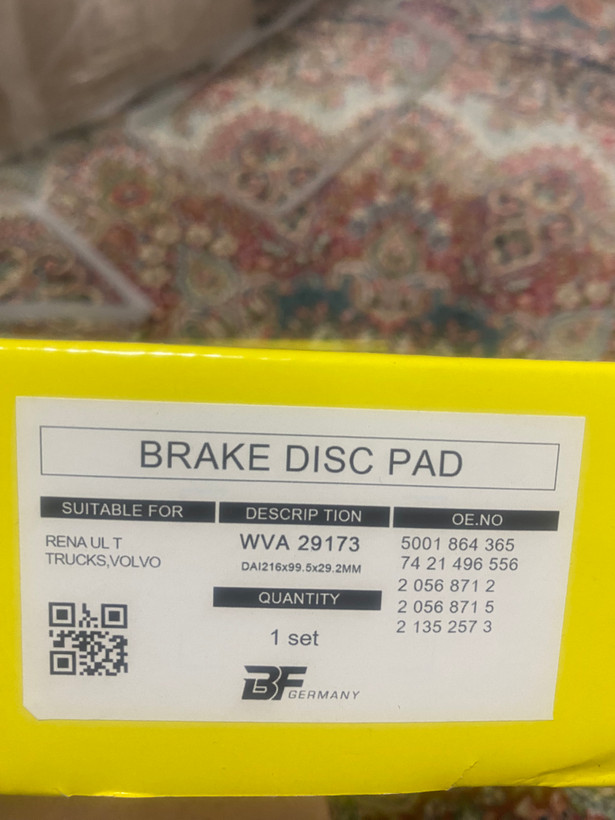 BRAKE DISC PAD
SUITABLE FOR
RENA UL T
TRUCKS,VOLVO
DESCRIP TION
WVA 29173
DAI216x99.5x29.2MM
QUANTITY
1 set
BF GERMANY
OE.NO
5001 864 365
74 21 496 556
2 056 871 2
2 056 871 5
2 135 257 3